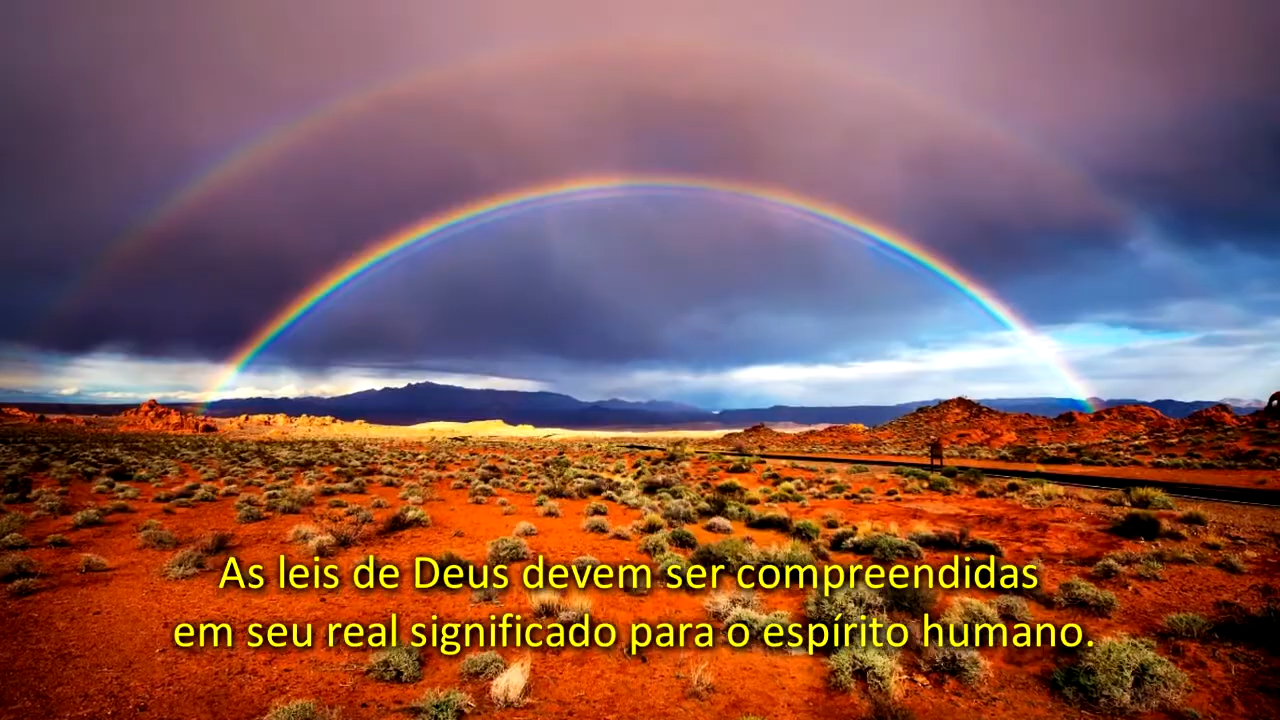 As leis de Deus devem ser compreendidas
em seu real significado para o espírito humano.